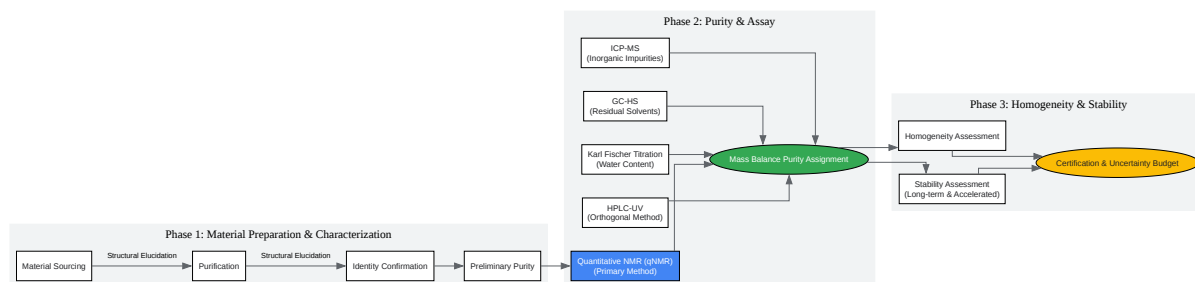 Phase 2: Purity & Assay
ICP-MS
(Inorganic Impurities)
GC-HS
(Residual Solvents)
Karl Fischer Titration
(Water Content)
HPLC-UV
(Orthogonal Method)
Mass Balance Purity Assignment
Phase 3: Homogeneity & Stability
Homogeneity Assessment
Stability Assessment
(Long-term & Accelerated)
Certification & Uncertainty Budget
Phase 1: Material Preparation & Characterization
Material Sourcing
Structural Elucidation
Purification
Structural Elucidation
Identity Confirmation
Preliminary Purity
Quantitative NMR (qNMR)
(Primary Method)